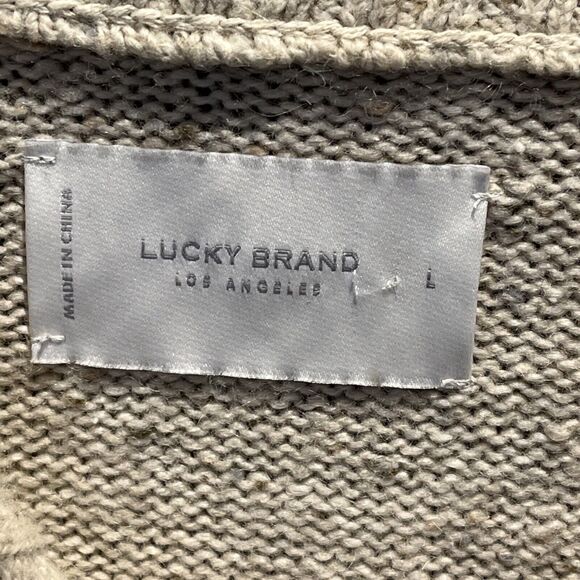 MADE IN CHINA
LUCKY BRAND
LOS ANGELES
L